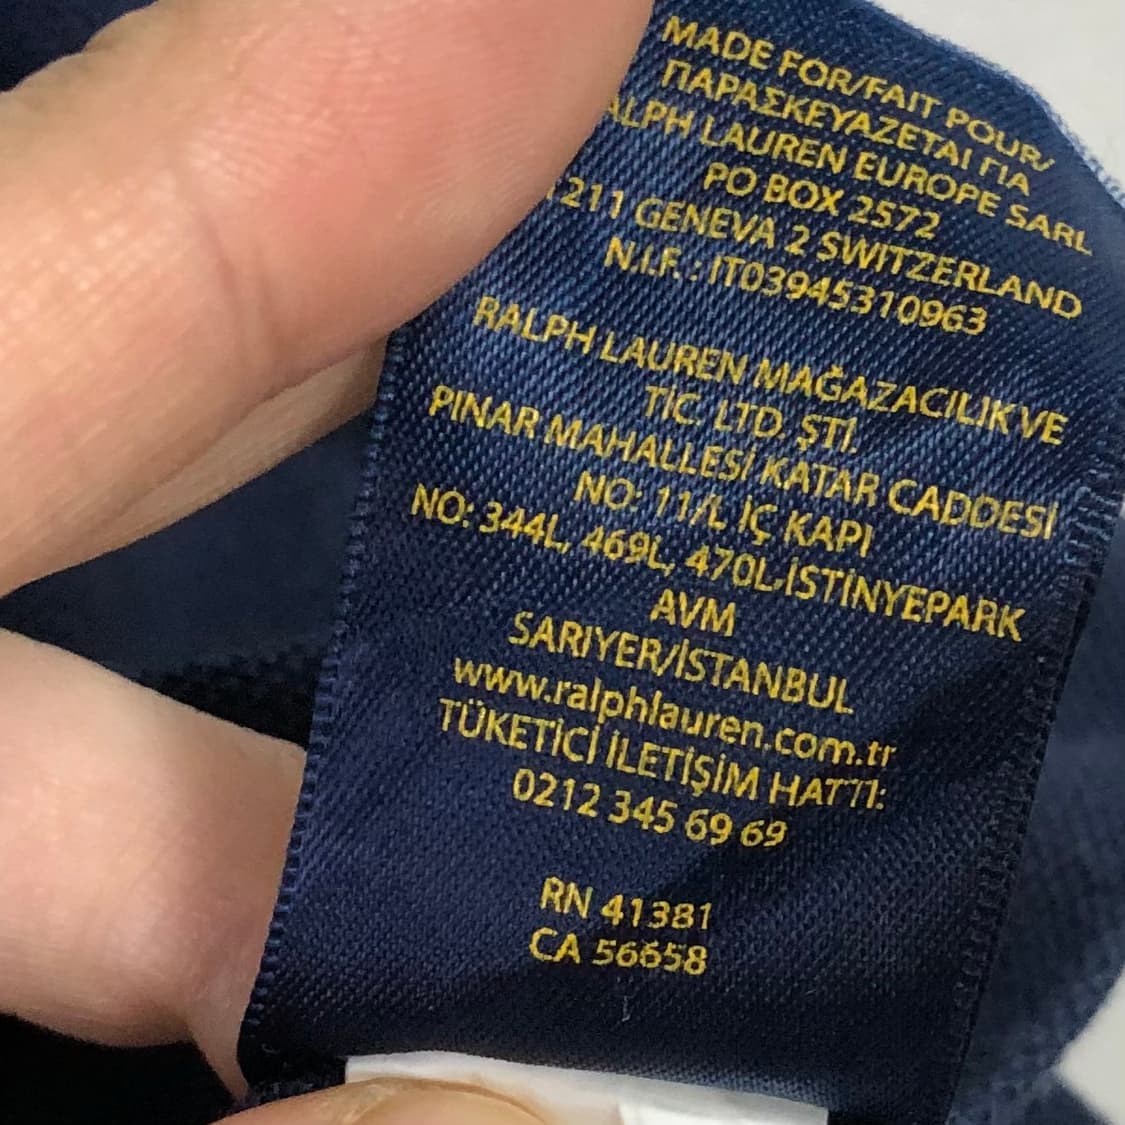 MADE FOR/FAIT POUR/
ΠΑΡΑΣΚΕΥΑΖΕΤΑΙ ΓΙΑ
RALPH LAUREN EUROPE SARL
PO BOX 2572
1211 GENEVA 2 SWITZERLAND
N.I.F. : IT03945310963
RALPH LAUREN MAĞAZACILIK VE
TİC. LTD. ŞTİ.
PINAR MAHALLESİ KATAR CADDESİ
NO: 11/L İÇ KAPI
NO: 344L, 469L, 470L-İSTİNYEPARK
AVM
SARIYER/İSTANBUL
www.ralphlauren.com.tr
TÜKETİCİ İLETİŞİM HATTI:
0212 345 69 69
RN 41381
CA 56658